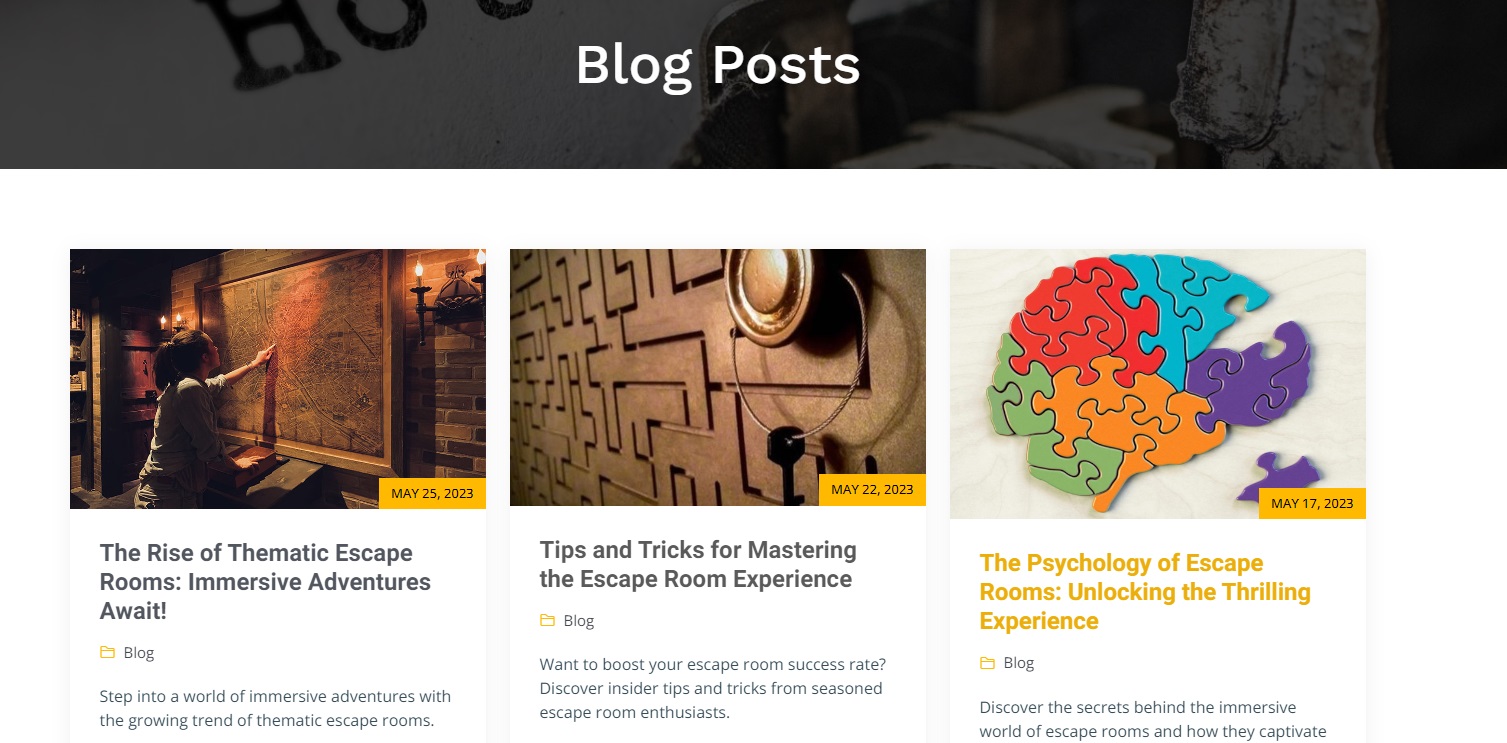 Ho
Blog Posts
MAY 25, 2023
The Rise of Thematic Escape
Rooms: Immersive Adventures
Await!
Blog
Step into a world of immersive adventures with
the growing trend of thematic escape rooms.
MAY 22, 2023
Tips and Tricks for Mastering
the Escape Room Experience
Blog
Want to boost your escape room success rate?
Discover insider tips and tricks from seasoned
escape room enthusiasts.
MAY 17, 2023
The Psychology of Escape
Rooms: Unlocking the Thrilling
Experience
Blog
Discover the secrets behind the immersive
world of escape rooms and how they captivate